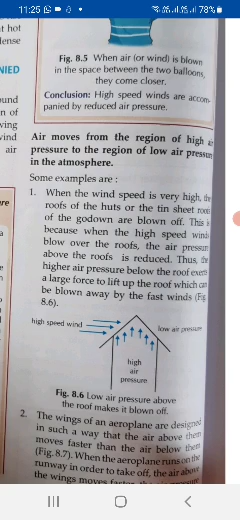 11:25
78%
t hot
lense
NIED
Fig. 8.5 When air (or wind) is blown
in the space between the two balloons,
they come closer.
Conclusion: High speed winds are accom-
panied by reduced air pressure.
ound
n of
ving
vind
air
Air moves from the region of high air
pressure to the region of low air pressure
in the atmosphere.
Some examples are :
1. When the wind speed is very high, the
roofs of the huts or the tin sheet roofs
of the godown are blown off. This is
because when the high speed winds
blow over the roofs, the air pressure
above the roofs is reduced. Thus, the
higher air pressure below the roof exerts
a large force to lift up the roof which can
be blown away by the fast winds (Fig.
8.6).
high speed wind
low air pressure
high
air
pressure
Fig. 8.6 Low air pressure above
the roof makes it blown off.
2. The wings of an aeroplane are designed
in such a way that the air above them
moves faster than the air below them
(Fig. 8.7). When the aeroplane runs on the
runway in order to take off, the air above
the wings moves faster